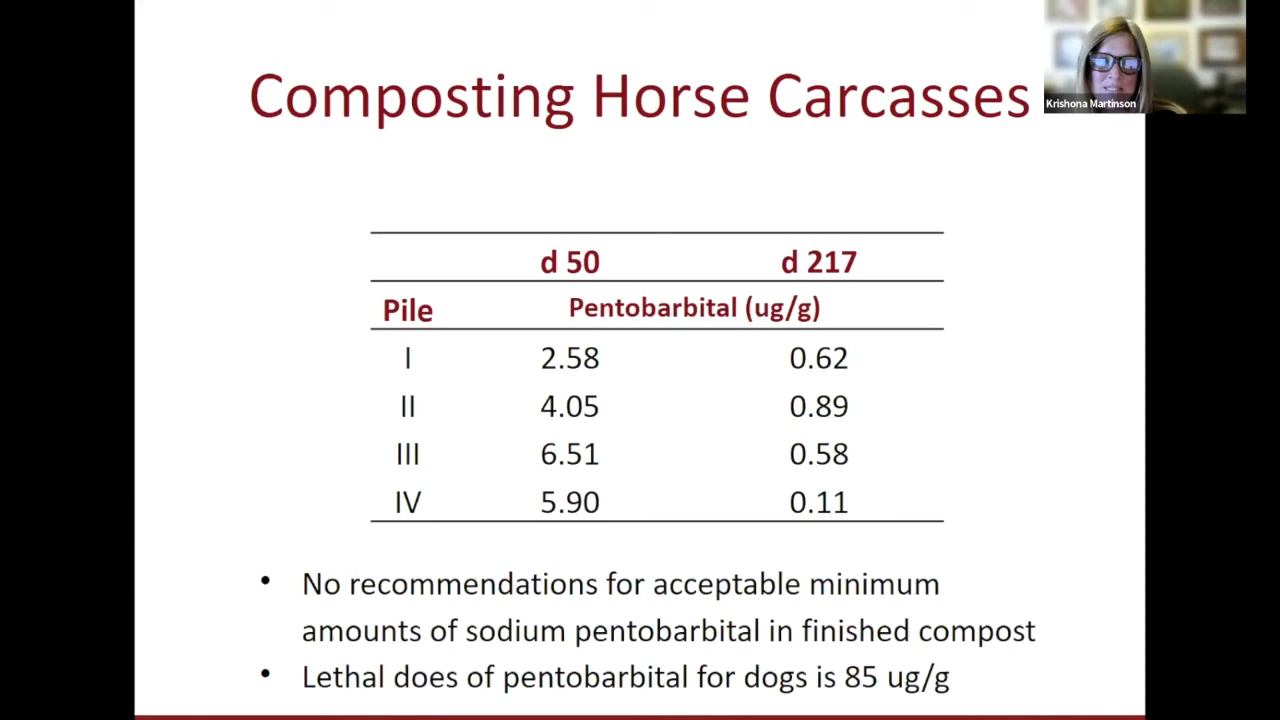 Composting Horse Carcasses
Krishona Martinson
d 50 d 217
Pile Pentobarbital (ug/g)
I 2.58 0.62
II 4.05 0.89
III 6.51 0.58
IV 5.90 0.11
• No recommendations for acceptable minimum
amounts of sodium pentobarbital in finished compost
• Lethal does of pentobarbital for dogs is 85 ug/g